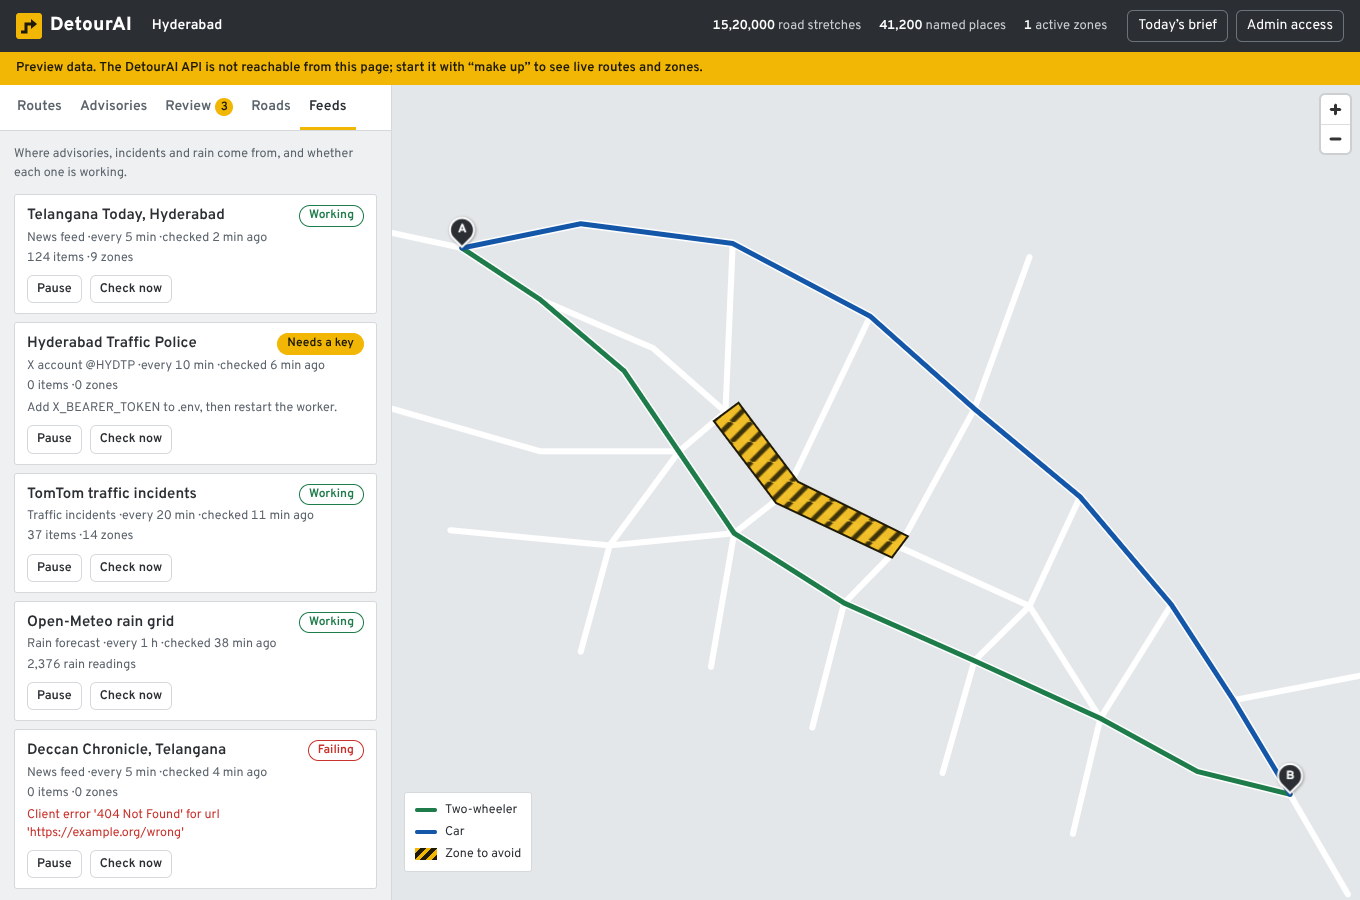 DetourAI Hyderabad 15,20,000 road stretches 41,200 named places 1 active zones Today's brief Admin access
Preview data. The DetourAI API is not reachable from this page; start it with “make up” to see live routes and zones.
Routes Advisories Review 3 Roads Feeds
Where advisories, incidents and rain come from, and whether
each one is working.
Telangana Today, Hyderabad Working
News feed ·every 5 min ·checked 2 min ago
124 items ·9 zones
Pause Check now
Hyderabad Traffic Police Needs a key
X account @HYDTP ·every 10 min ·checked 6 min ago
0 items ·0 zones
Add X_BEARER_TOKEN to .env, then restart the worker.
Pause Check now
TomTom traffic incidents Working
Traffic incidents ·every 20 min ·checked 11 min ago
37 items ·14 zones
Pause Check now
Open-Meteo rain grid Working
Rain forecast ·every 1 h ·checked 38 min ago
2,376 rain readings
Pause Check now
Deccan Chronicle, Telangana Failing
News feed ·every 5 min ·checked 4 min ago
0 items ·0 zones
Client error '404 Not Found' for url
'https://example.org/wrong'
Pause Check now
+
−
A
B
Two-wheeler
Car
Zone to avoid